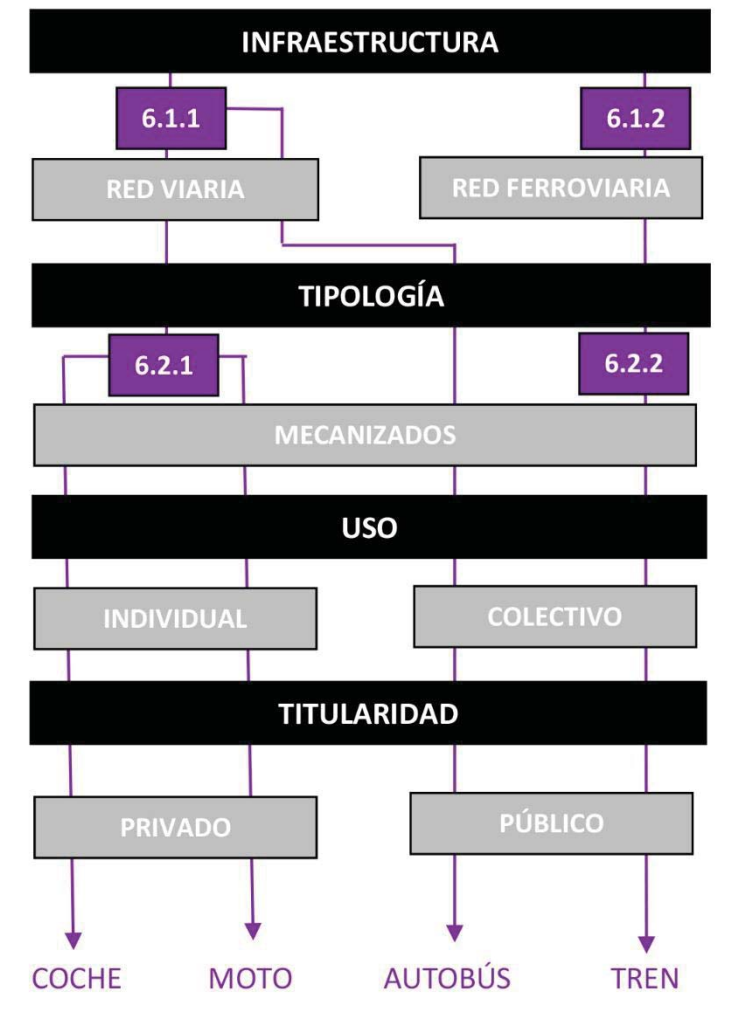 INFRAESTRUCTURA
6.1.1
6.1.2
RED VIARIA
RED FERROVIARIA
TIPOLOGÍA
6.2.1
6.2.2
MECANIZADOS
USO
INDIVIDUAL
COLECTIVO
TITULARIDAD
PRIVADO
PÚBLICO
COCHE
MOTO
AUTOBÚS
TREN